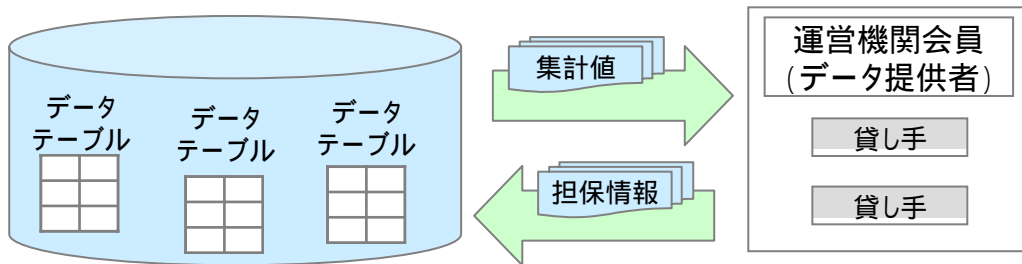 データ
テーブル
データ
テーブル
データ
テーブル
集計値
担保情報
運営機関会員
(データ提供者)
貸し手
貸し手